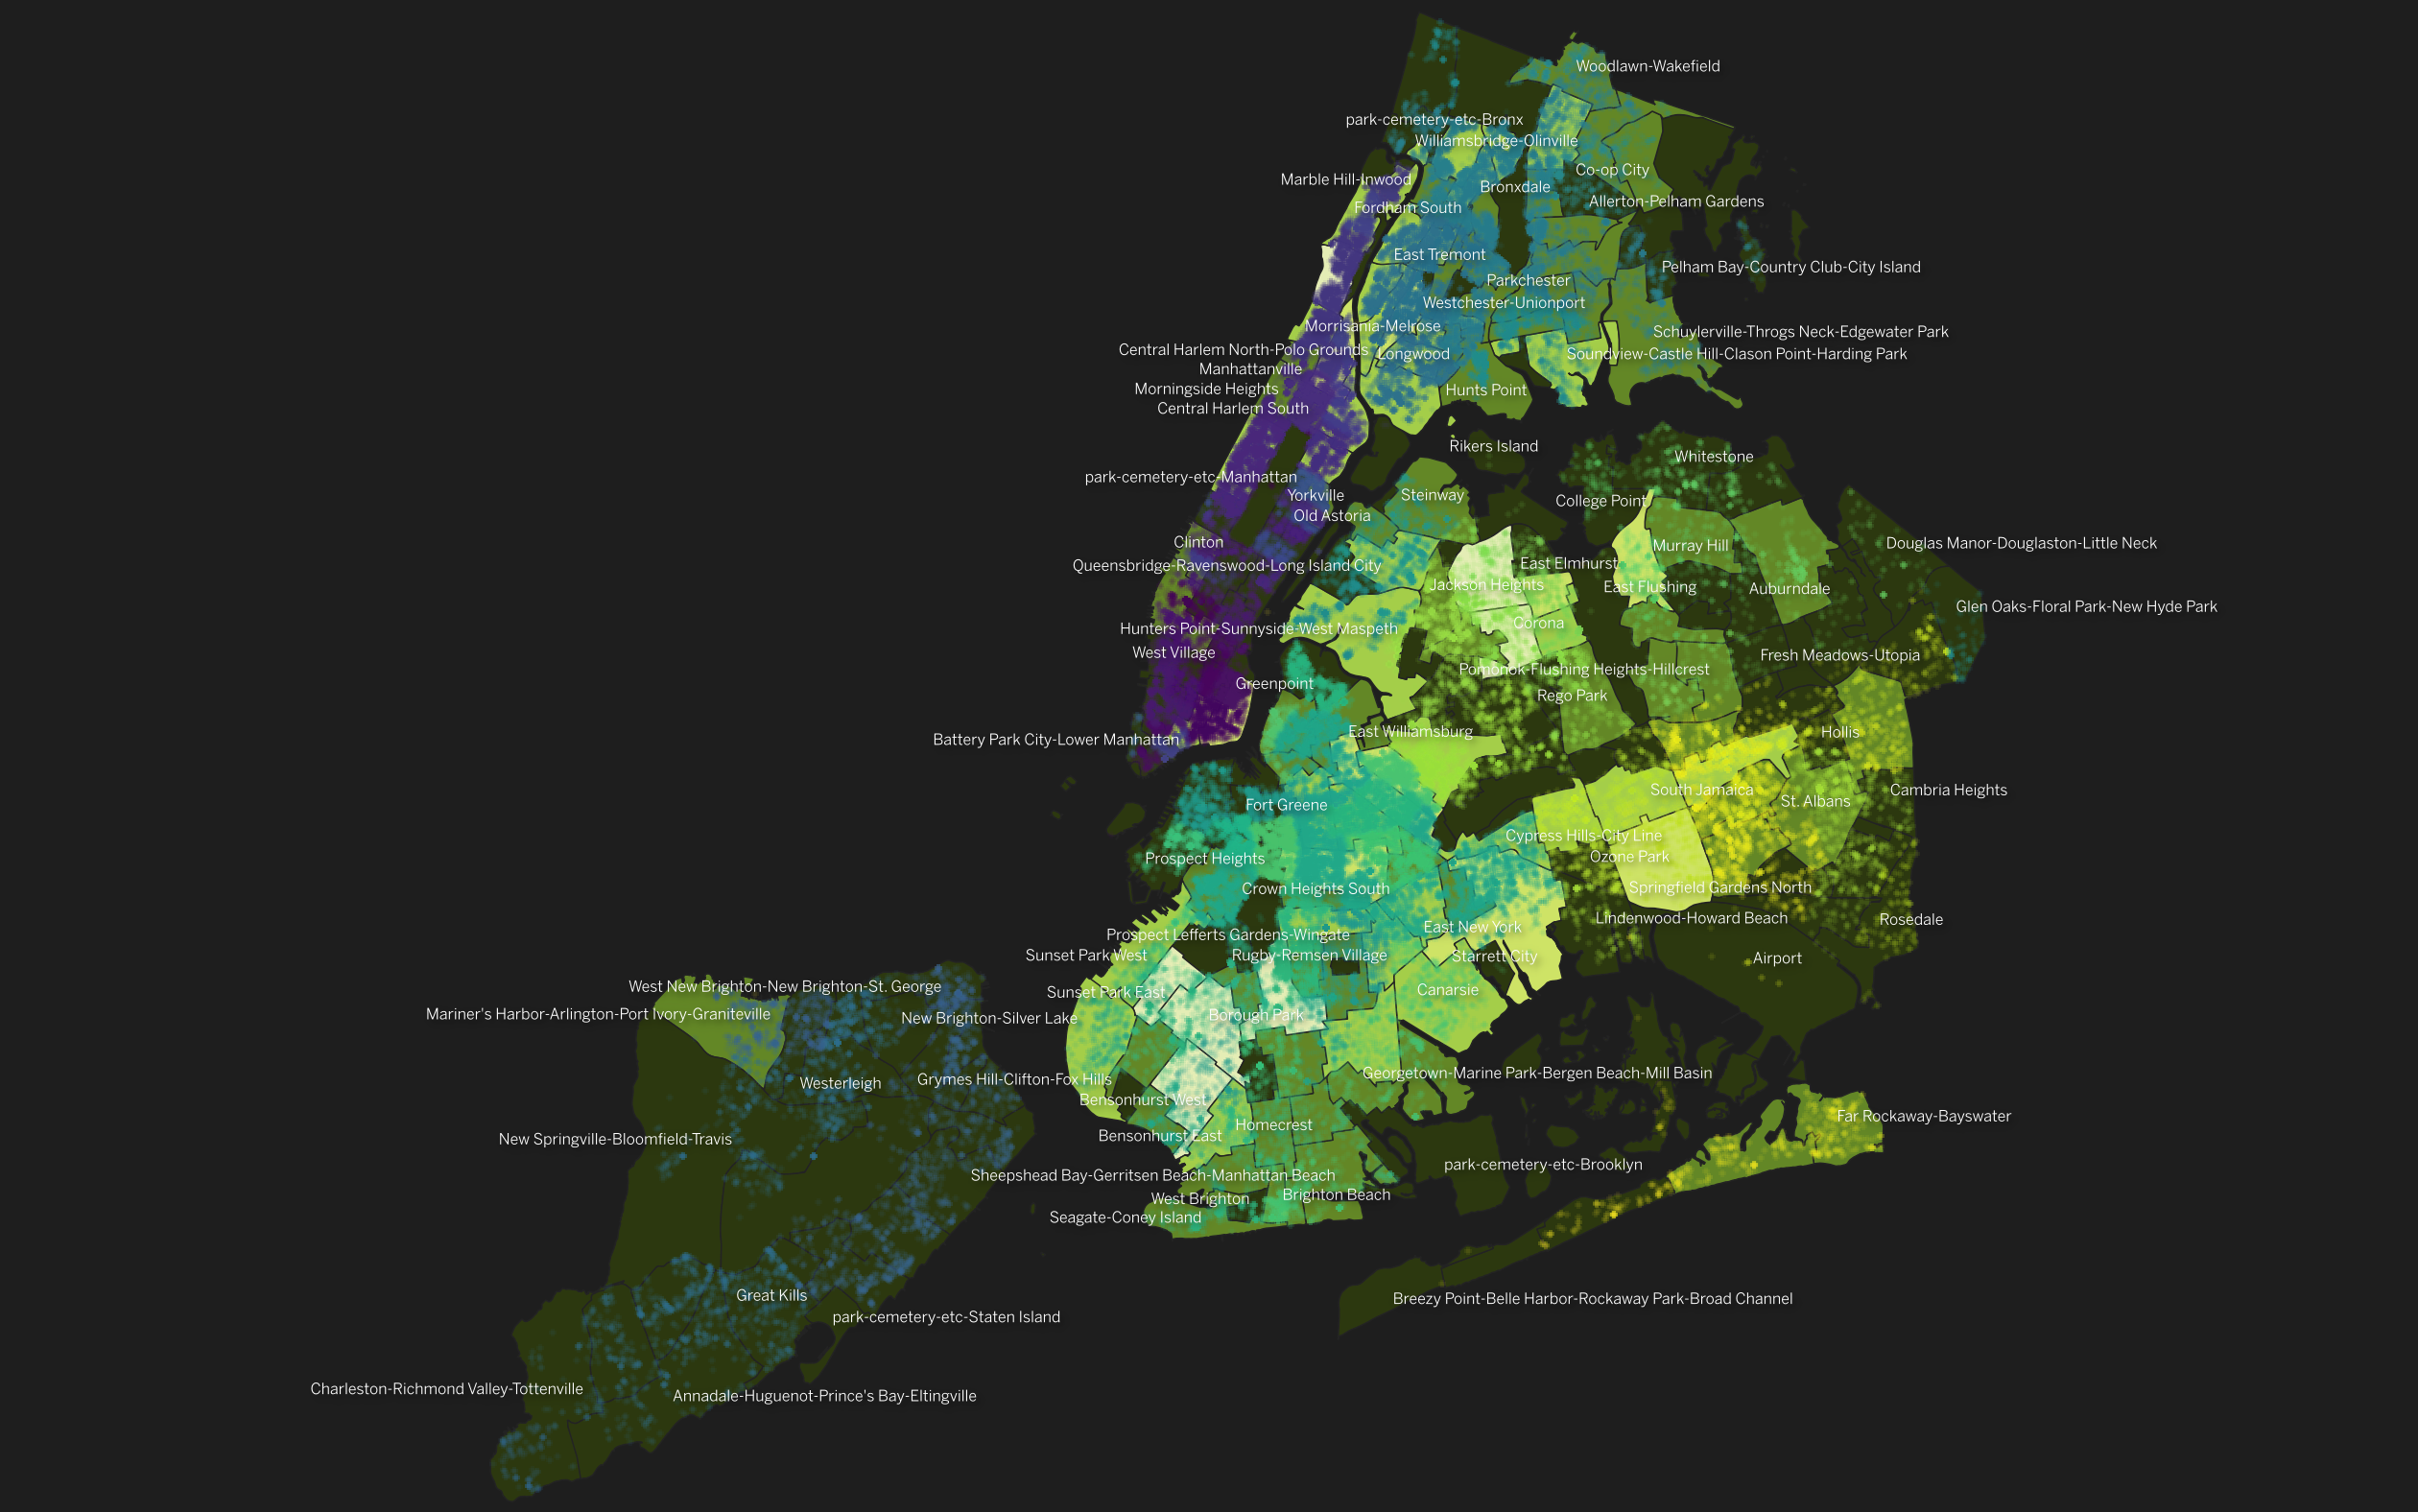 Woodlawn-Wakefield
park-cemetery-etc-Bronx
Williamsbridge-Olinville
Co-op City
Marble Hill-Inwood
Bronxdale
Allerton-Pelham Gardens
Fordham South
East Tremont
Pelham Bay-Country Club-City Island
Parkchester
Westchester-Unionport
Morrisania-Melrose
Schuylerville-Throgs Neck-Edgewater Park
Central Harlem North-Polo Grounds
Longwood
Soundview-Castle Hill-Clason Point-Harding Park
Manhattanville
Morningside Heights
Hunts Point
Central Harlem South
Rikers Island
Whitestone
park-cemetery-etc-Manhattan
Yorkville
Steinway
College Point
Old Astoria
Clinton
Murray Hill
Douglas Manor-Douglaston-Little Neck
Queensbridge-Ravenswood-Long Island City
East Elmhurst
Jackson Heights
East Flushing
Auburndale
Glen Oaks-Floral Park-New Hyde Park
Hunters Point-Sunnyside-West Maspeth
Corona
West Village
Fresh Meadows-Utopia
Pomonok-Flushing Heights-Hillcrest
Greenpoint
Rego Park
East Williamsburg
Hollis
Battery Park City-Lower Manhattan
South Jamaica
Cambria Heights
St. Albans
Fort Greene
Cypress Hills-City Line
Prospect Heights
Ozone Park
Crown Heights South
Springfield Gardens North
Lindenwood-Howard Beach
Rosedale
East New York
Prospect Lefferts Gardens-Wingate
Sunset Park West
Rugby-Remsen Village
Starrett City
Airport
West New Brighton-New Brighton-St. George
Sunset Park East
Canarsie
Mariner's Harbor-Arlington-Port Ivory-Graniteville
New Brighton-Silver Lake
Borough Park
Georgetown-Marine Park-Bergen Beach-Mill Basin
Westerleigh
Grymes Hill-Clifton-Fox Hills
Bensonhurst West
Far Rockaway-Bayswater
Homecrest
Bensonhurst East
New Springville-Bloomfield-Travis
park-cemetery-etc-Brooklyn
Sheepshead Bay-Gerritsen Beach-Manhattan Beach
West Brighton
Brighton Beach
Seagate-Coney Island
Great Kills
Breezy Point-Belle Harbor-Rockaway Park-Broad Channel
park-cemetery-etc-Staten Island
Charleston-Richmond Valley-Tottenville
Annadale-Huguenot-Prince's Bay-Eltingville